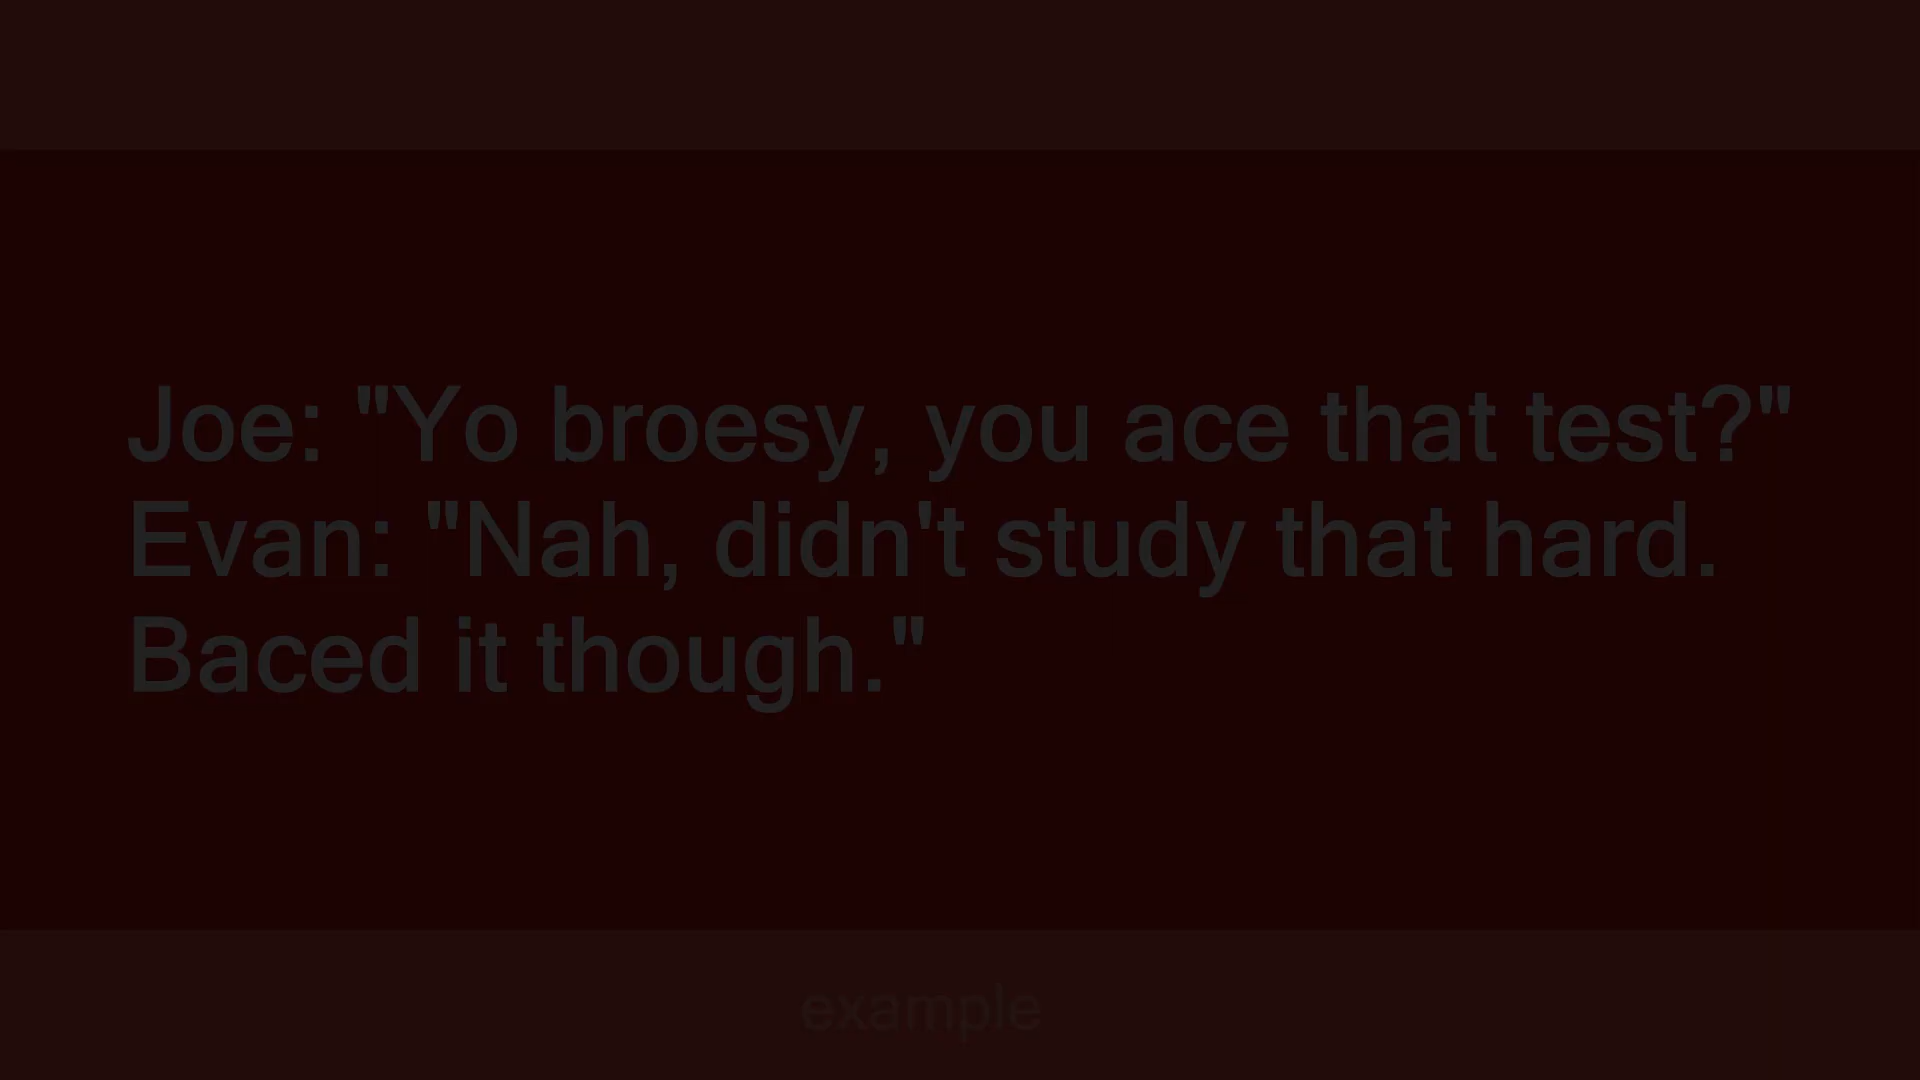 Joe: "Yo broesy, you ace that test?"
Evan: "Nah, didn't study that hard.
Baced it though."
example